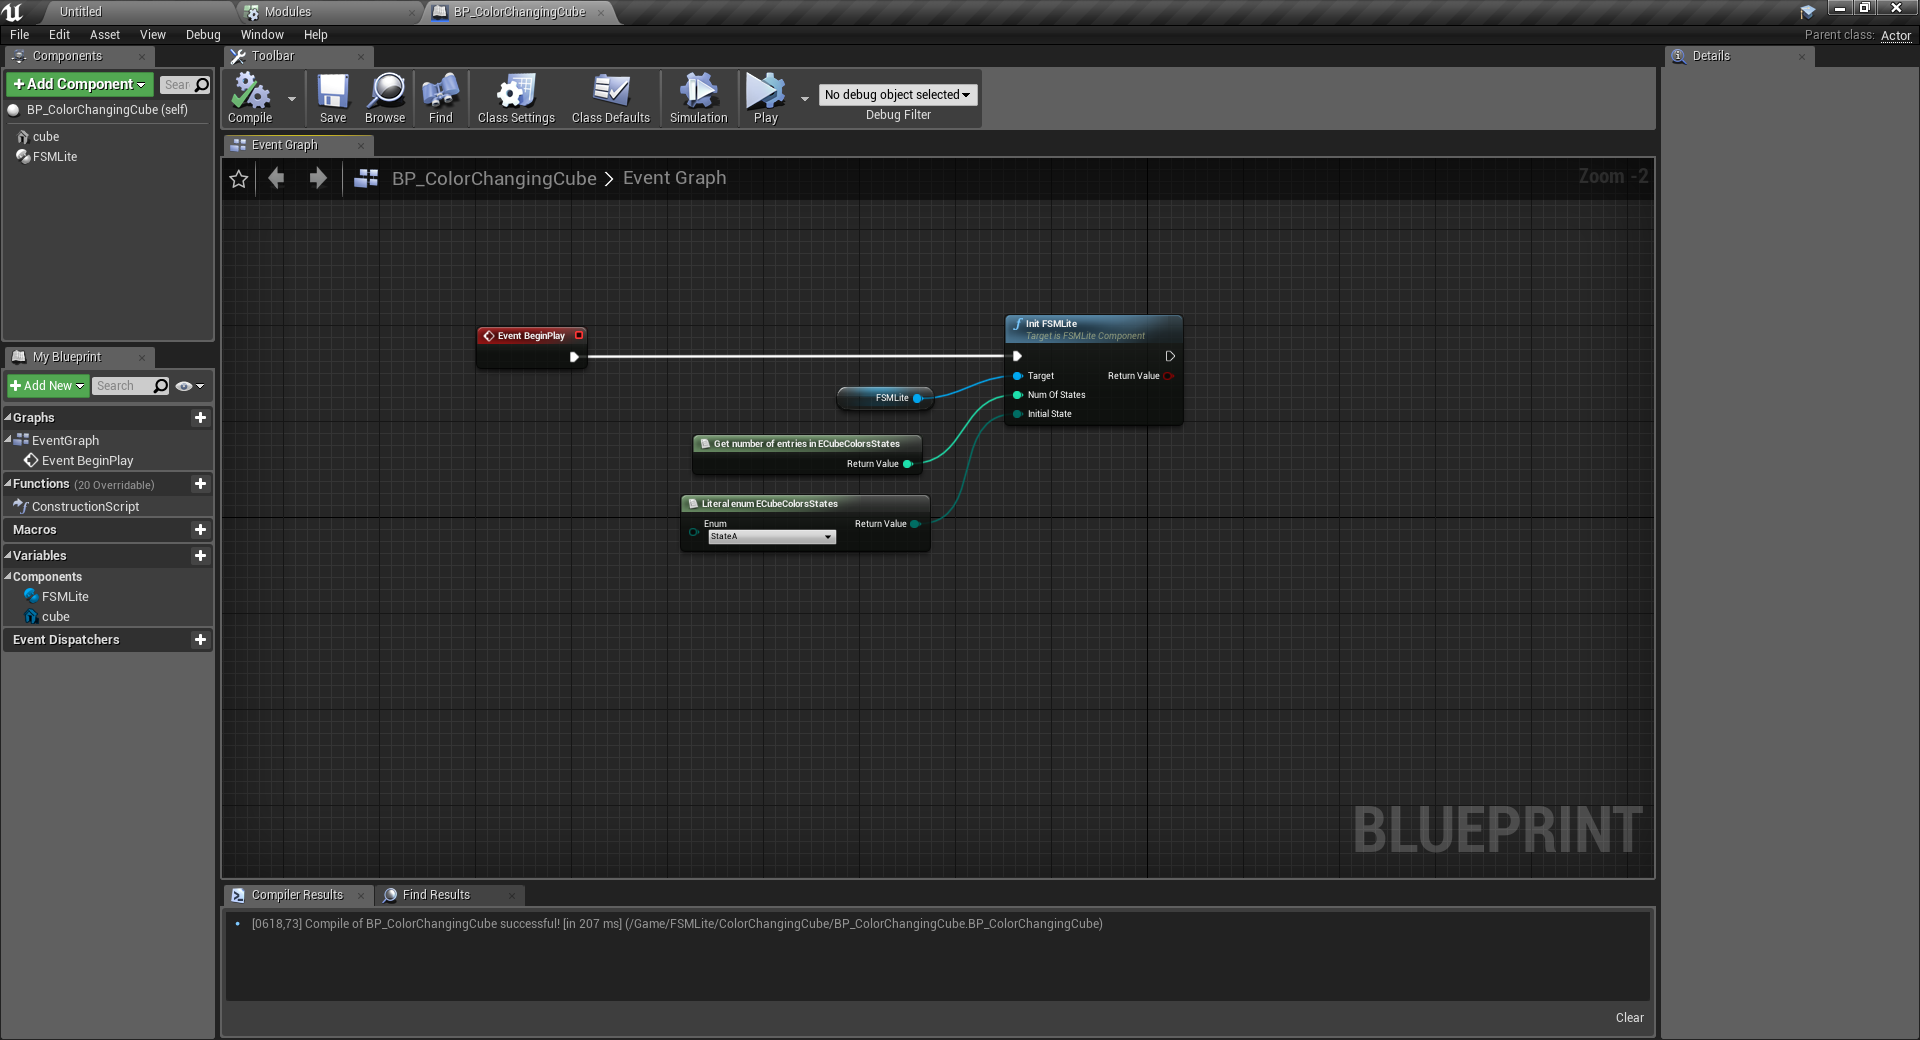 Untitled
Modules
BP_ColorChangingCube
File Edit Asset View Debug Window Help
Parent class: Actor
Components
Toolbar
Details
+ Add Component
Sear
BP_ColorChangingCube (self)
cube
FSMLite
Compile
Save
Browse
Find
Class Settings
Class Defaults
Simulation
Play
No debug object selected
Debug Filter
Event Graph
BP_ColorChangingCube > Event Graph
Zoom -2
Event BeginPlay
Init FSMLite
Target is FSMLite Component
Target
Return Value
Num Of States
Initial State
FSMLite
Get number of entries in ECubeColorsStates
Return Value
Literal enum ECubeColorsStates
Enum
Return Value
StateA
BLUEPRINT
My Blueprint
+ Add New
Search
Graphs
EventGraph
Event BeginPlay
Functions (20 Overridable)
ConstructionScript
Macros
Variables
Components
FSMLite
cube
Event Dispatchers
Compiler Results
Find Results
[0618,73] Compile of BP_ColorChangingCube successful! [in 207 ms] (/Game/FSMLite/ColorChangingCube/BP_ColorChangingCube.BP_ColorChangingCube)
Clear